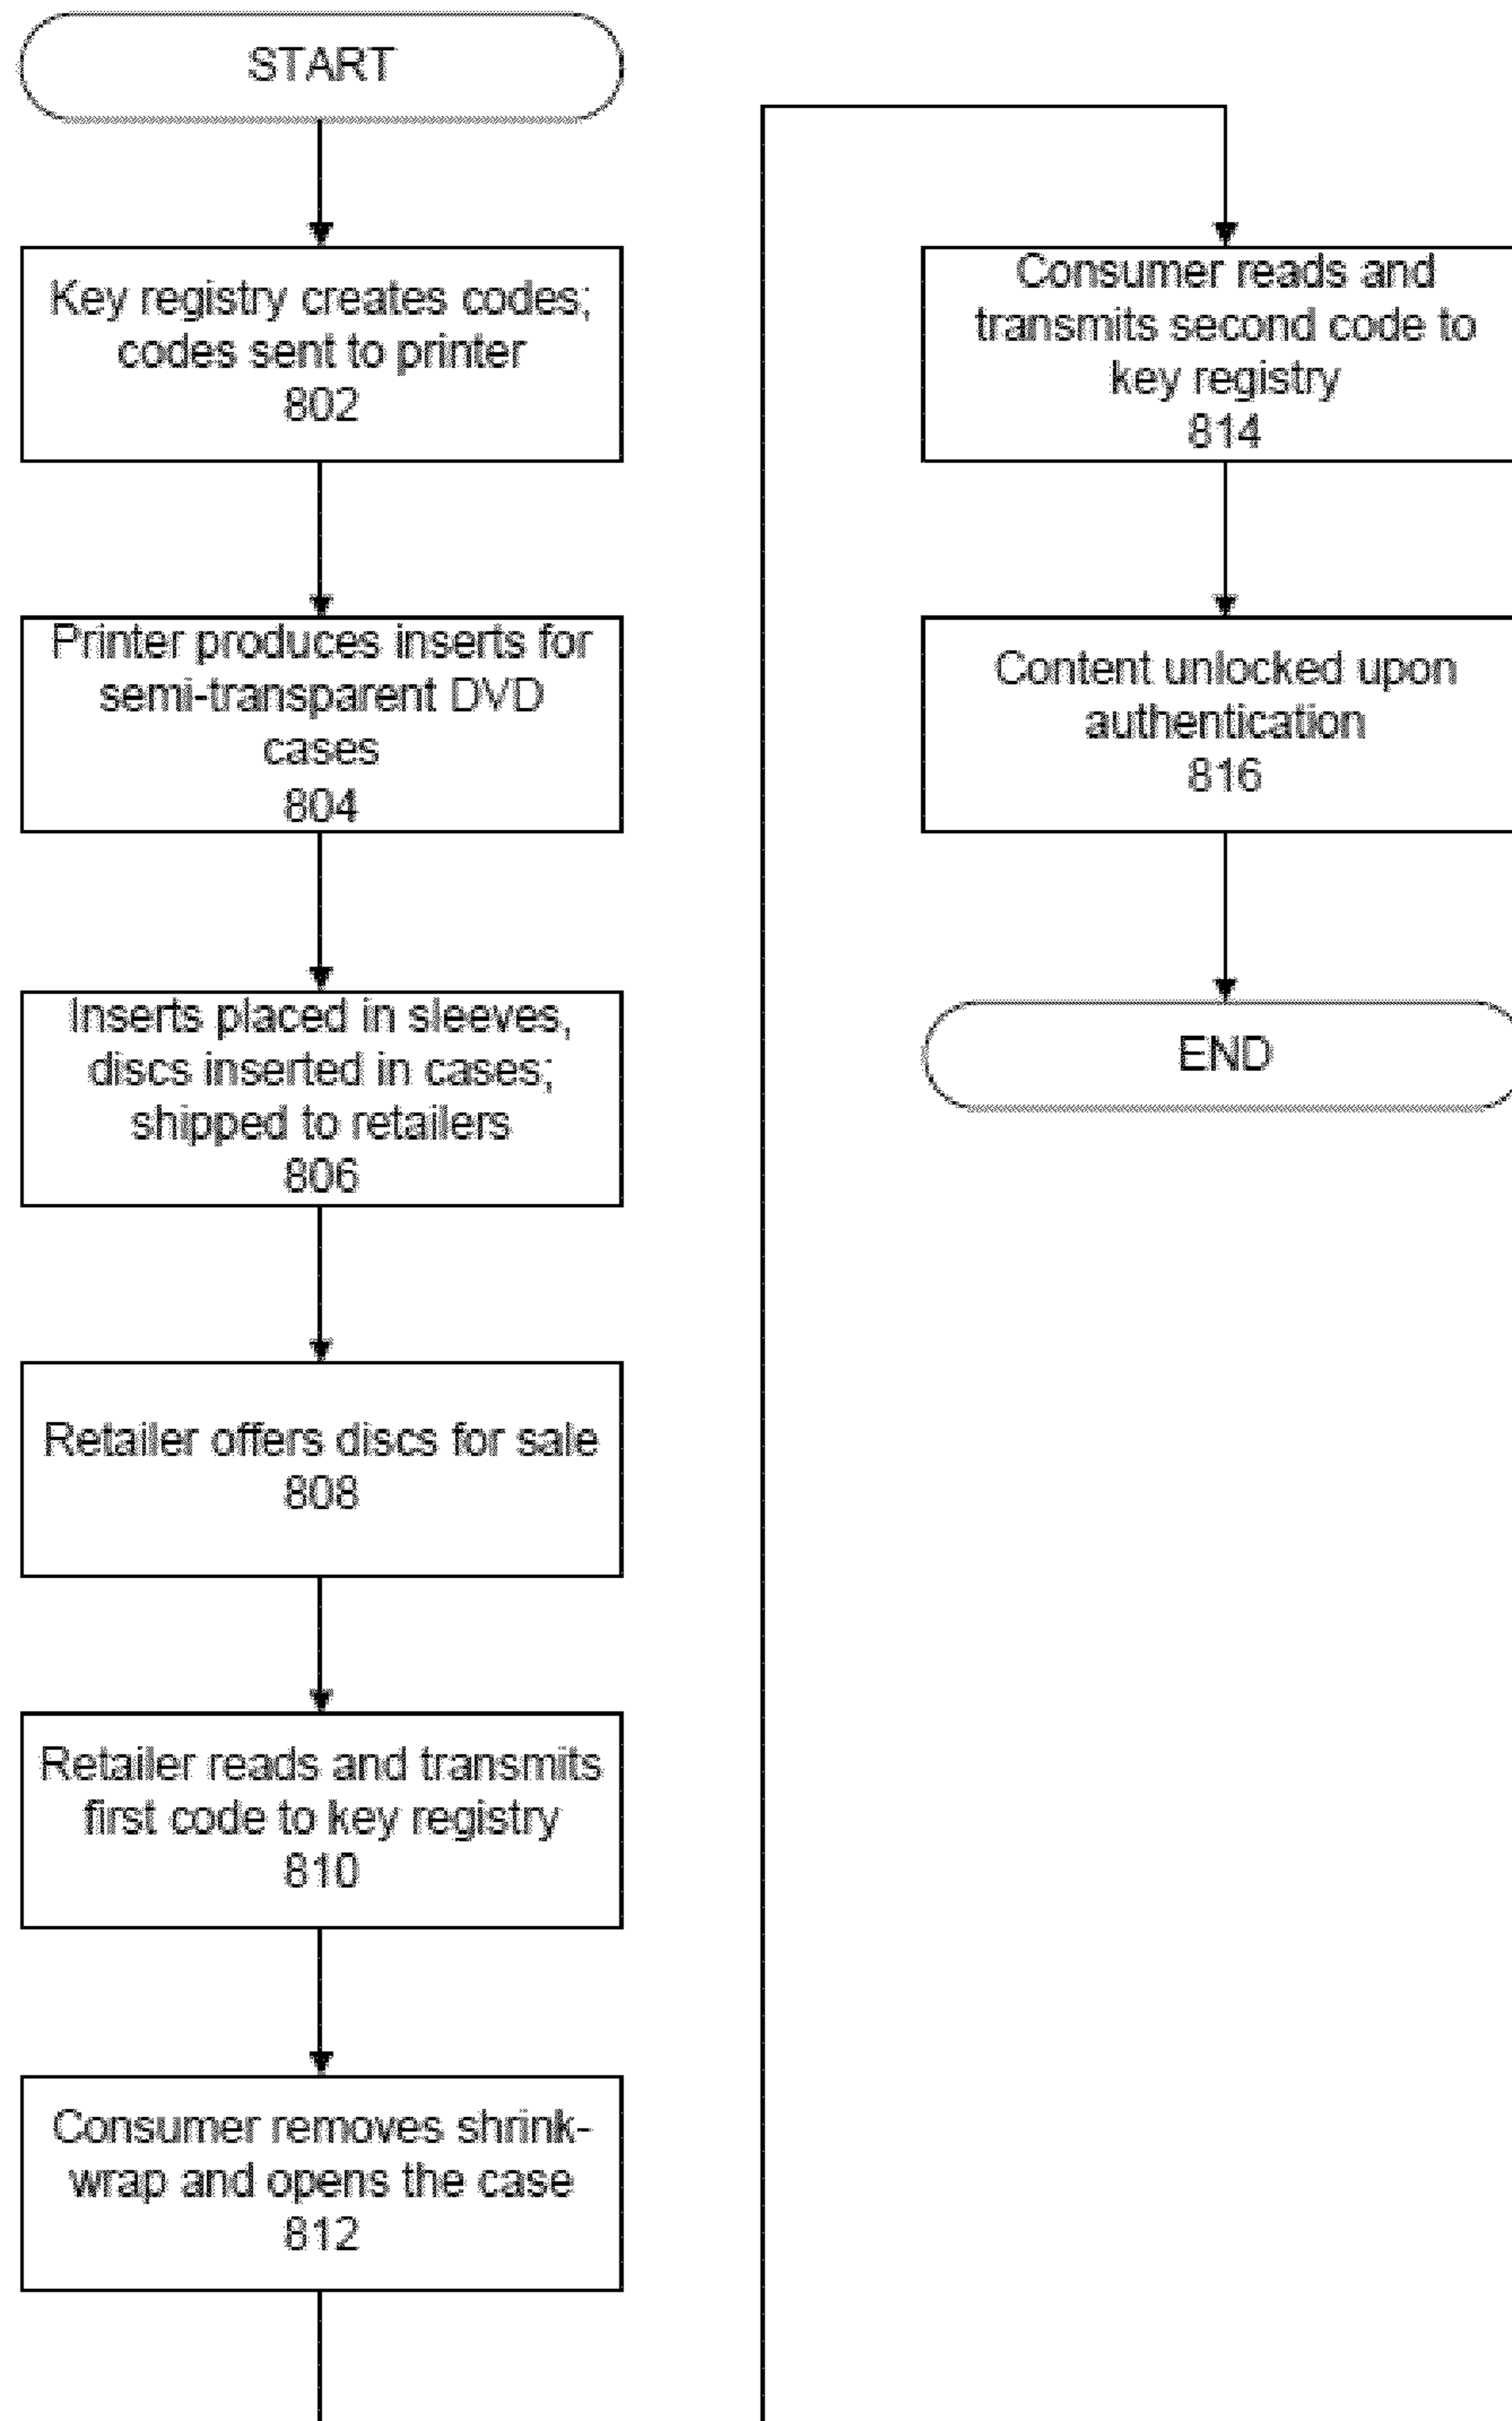 START
Key registry creates codes;
codes sent to printer
802
Printer produces inserts for
semi-transparent DVD
cases
804
Inserts placed in sleeves,
discs inserted in cases;
shipped to retailers
806
Retailer offers discs for sale
808
Retailer reads and transmits
first code to key registry
810
Consumer removes shrink-
wrap and opens the case
812
Consumer reads and
transmits second code to
key registry
814
Content unlocked upon
authentication
816
END